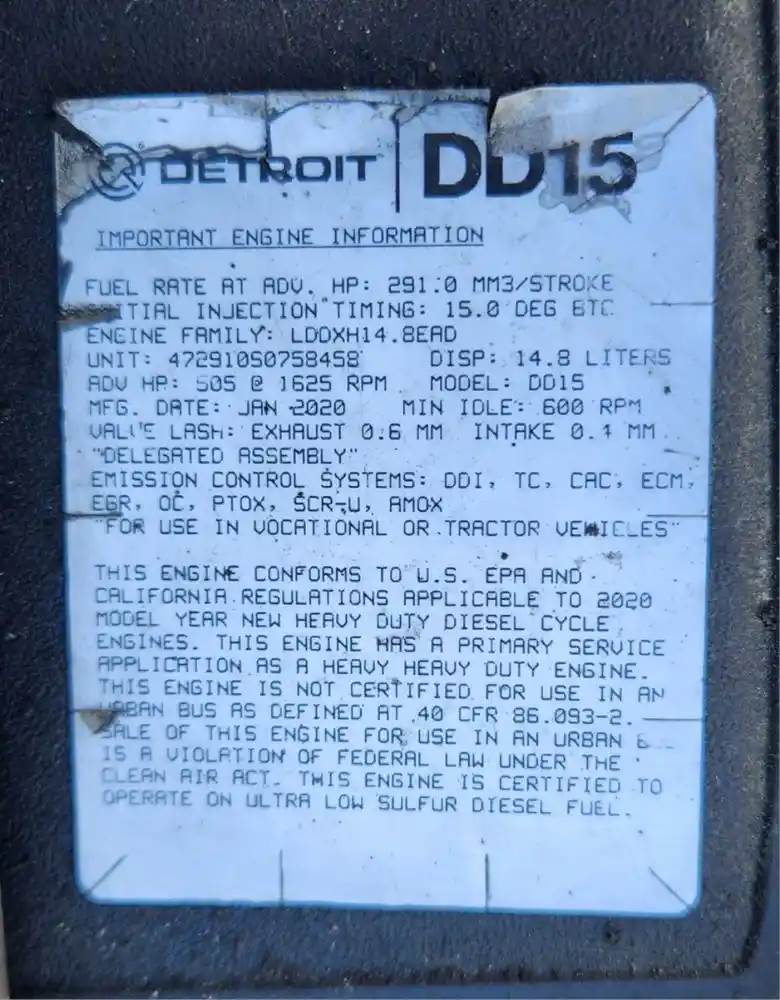 DETROIT DD15
IMPORTANT ENGINE INFORMATION
FUEL RATE AT ADV. HP: 291.0 MM3/STROKE
INITIAL INJECTION TIMING: 15.0 DEG BTC
ENGINE FAMILY: LDDXH14.8EAD
UNIT: 472910S0758458 DISP: 14.8 LITERS
ADV HP: 505 @ 1625 RPM MODEL: DD15
MFG. DATE: JAN 2020 MIN IDLE: 600 RPM
VALVE LASH: EXHAUST 0.6 MM INTAKE 0.4 MM
"DELEGATED ASSEMBLY"
EMISSION CONTROL SYSTEMS: DDI, TC, CAC, ECM,
EGR, OC, PTOX, SCR-U, AMOX
"FOR USE IN VOCATIONAL OR TRACTOR VEHICLES"
THIS ENGINE CONFORMS TO U.S. EPA AND
CALIFORNIA REGULATIONS APPLICABLE TO 2020
MODEL YEAR NEW HEAVY DUTY DIESEL CYCLE
ENGINES. THIS ENGINE HAS A PRIMARY SERVICE
APPLICATION AS A HEAVY HEAVY DUTY ENGINE.
THIS ENGINE IS NOT CERTIFIED FOR USE IN AN
URBAN BUS AS DEFINED AT 40 CFR 86.093-2.
SALE OF THIS ENGINE FOR USE IN AN URBAN
IS A VIOLATION OF FEDERAL LAW UNDER THE
CLEAN AIR ACT. THIS ENGINE IS CERTIFIED TO
OPERATE ON ULTRA LOW SULFUR DIESEL FUEL.